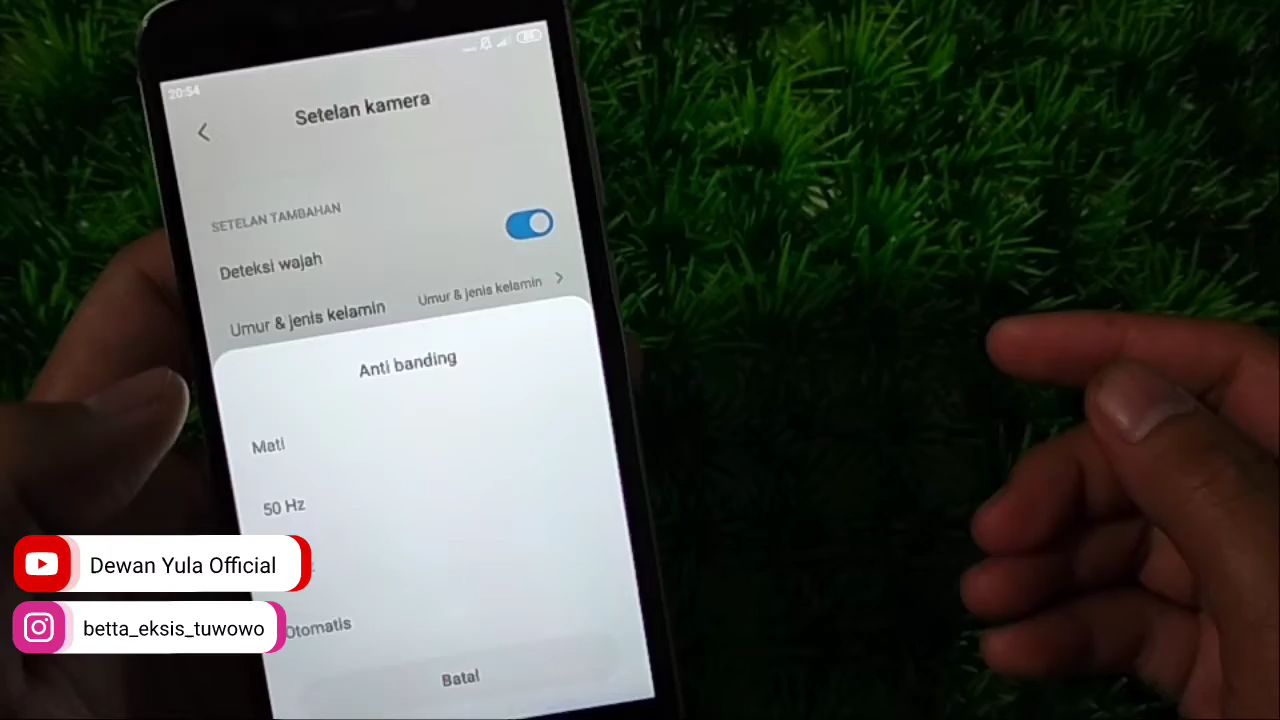 20:54
Setelan kamera
SETELAN TAMBAHAN
Deteksi wajah
Umur & jenis kelamin
Umur & jenis kelamin
Anti banding
Mati
50 Hz
Otomatis
Batal
Dewan Yula Official
betta_eksis_tuwowo